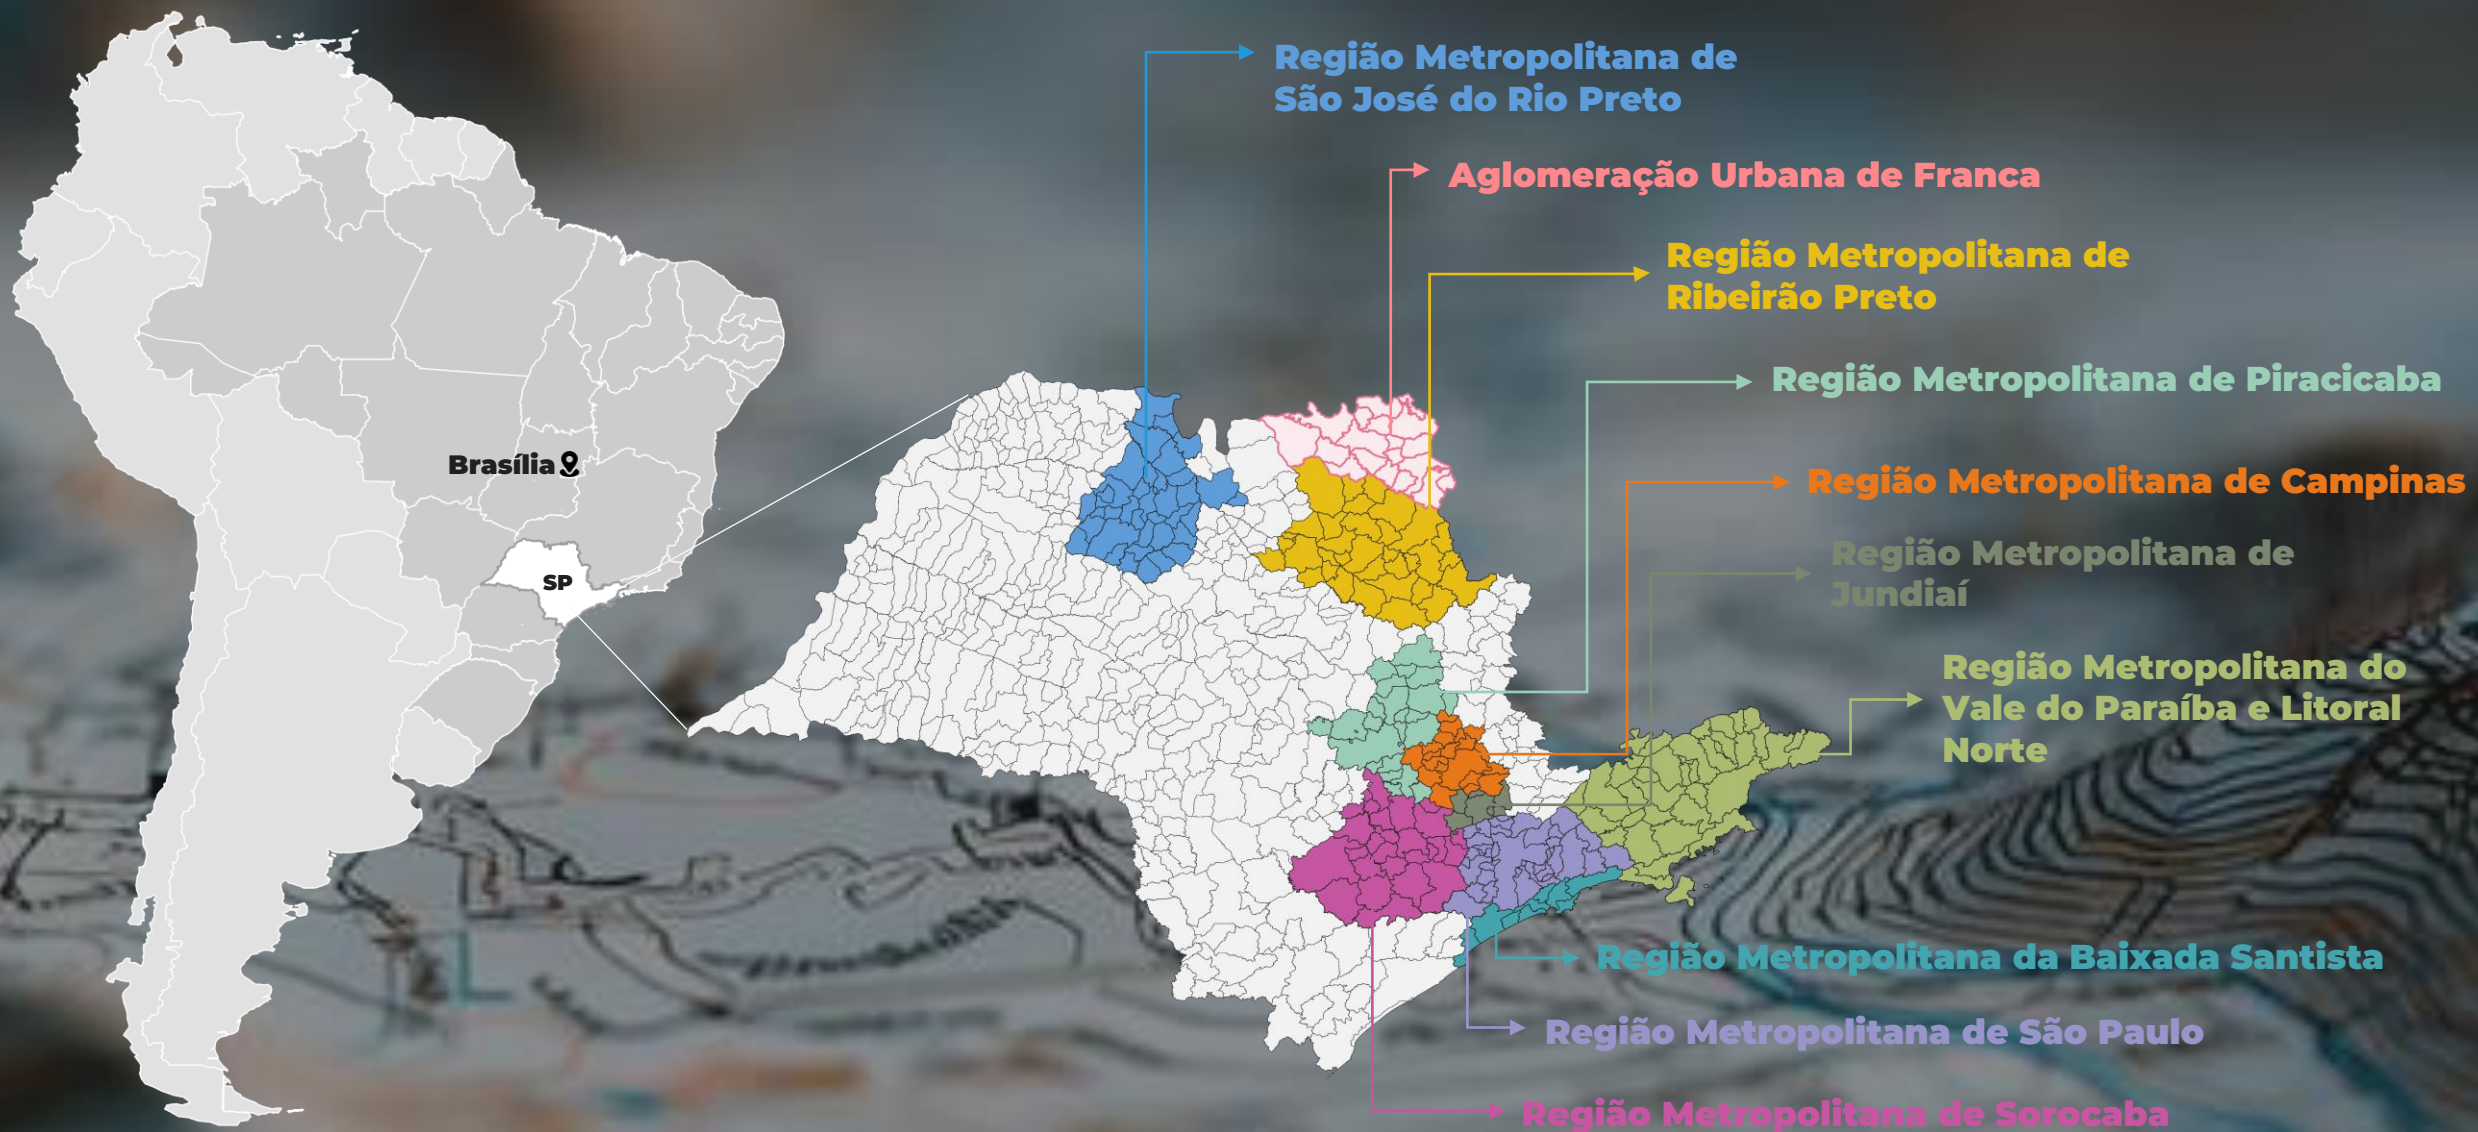 Região Metropolitana de
São José do Rio Preto
Aglomeração Urbana de Franca
Região Metropolitana de
Ribeirão Preto
Região Metropolitana de Piracicaba
Brasília
Região Metropolitana de Campinas
Região Metropolitana de
Jundiaí
SP
Região Metropolitana do
Vale do Paraíba e Litoral
Norte
Região Metropolitana da Baixada Santista
Região Metropolitana de São Paulo
Região Metropolitana de Sorocaba